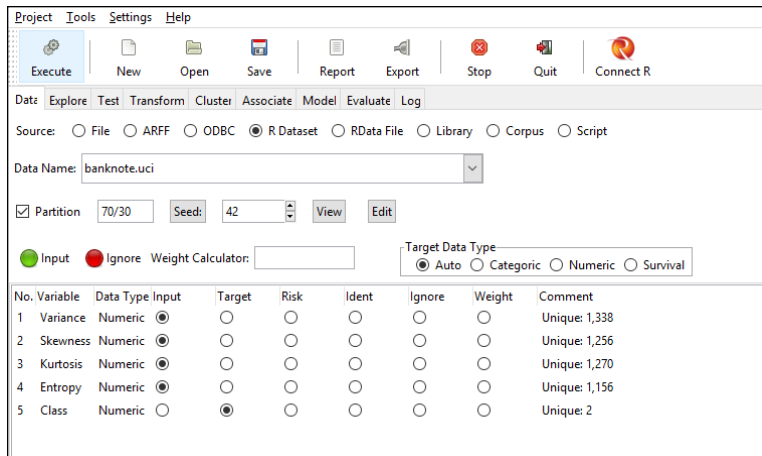 Project Tools Settings Help
Execute New Open Save Report Export Stop Quit Connect R
Data Explore Test Transform Cluster Associate Model Evaluate Log
Source: File ARFF ODBC R Dataset RData File Library Corpus Script
Data Name: banknote.uci
Partition 70/30 Seed: 42 View Edit
Input Ignore Weight Calculator: Target Data Type
Auto Categoric Numeric Survival
No. Variable Data Type Input Target Risk Ident Ignore Weight Comment
1 Variance Numeric Unique: 1,338
2 Skewness Numeric Unique: 1,256
3 Kurtosis Numeric Unique: 1,270
4 Entropy Numeric Unique: 1,156
5 Class Numeric Unique: 2